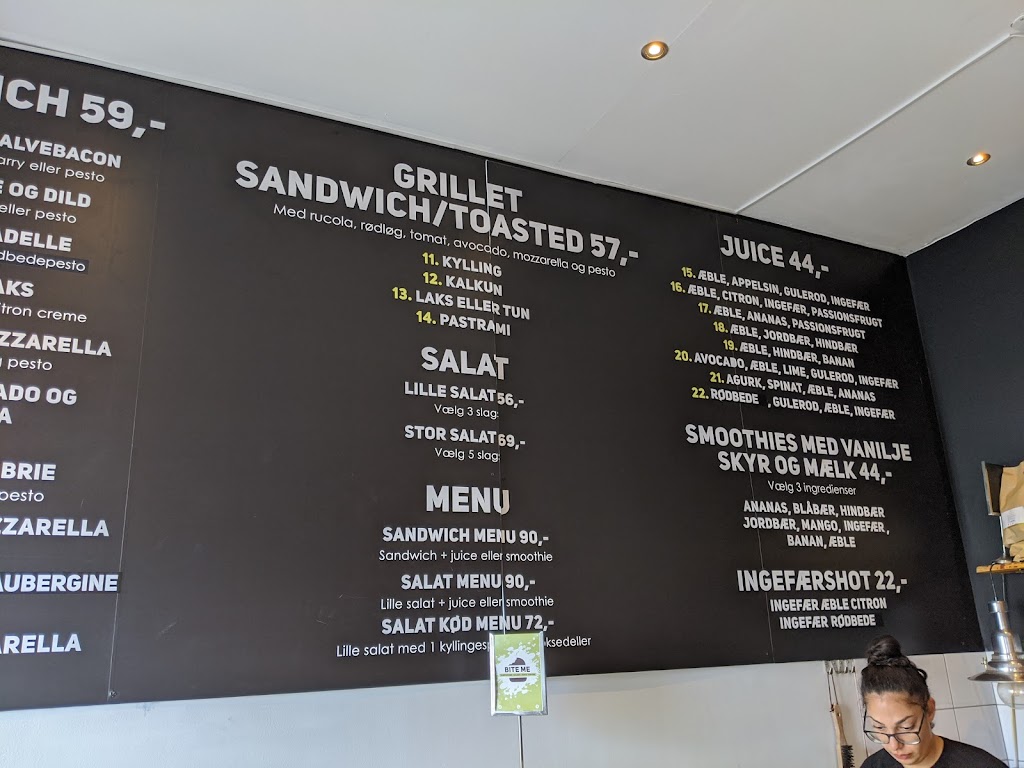 59,-
arry eller pesto
E OG DILD
eller pesto
ADELLE
dbedepesto
AKS
itron creme
ZZARELLA
g pesto
ADO OG
A
BRIE
pesto
ZZARELLA
AUBERGINE
ARELLA
GRILLET
SANDWICH/TOASTED 57,-
Med rucola, rødløg, tomat, avocado, mozzarella og pesto
11. KYLLING
12. KALKUN
13. LAKS ELLER TUN
14. PASTRAMI
SALAT
LILLE SALAT 56,-
Vælg 3 slags
STOR SALAT 69,-
Vælg 5 slags
MENU
SANDWICH MENU 90,-
Sandwich + juice eller smoothie
SALAT MENU 90,-
Lille salat + juice eller smoothie
SALAT KØD MENU 72,-
Lille salat med 1
BITE ME
JUICE 44,-
15. ÆBLE, APPELSIN, GULEROD, INGEFÆR
16. ÆBLE, CITRON, INGEFÆR, PASSIONSFRUGT
17. ÆBLE, ANANAS, PASSIONSFRUGT
18. ÆBLE, JORDBÆR, HINDBÆR
19. ÆBLE, HINDBÆR, BANAN
20. AVOCADO, ÆBLE, LIME, GULEROD, INGEFÆR
21. AGURK, SPINAT, ÆBLE, ANANAS
22. RØDBEDE , GULEROD, ÆBLE, INGEFÆR
SMOOTHIES MED VANILJE
SKYR OG MÆLK 44,-
Vælg 3 ingredienser
ANANAS, BLÅBÆR, HINDBÆR
JORDBÆR, MANGO, INGEFÆR,
BANAN, ÆBLE
INGEFÆRSHOT 22,-
INGEFÆR ÆBLE CITRON
INGEFÆR RØDBEDE